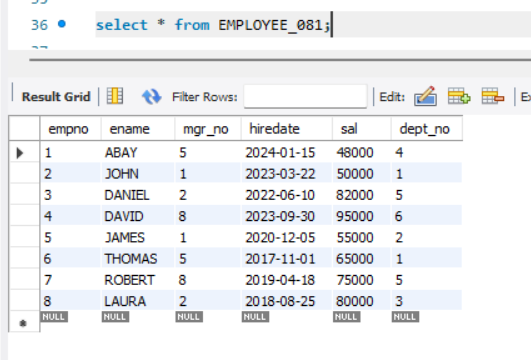 36 select * from EMPLOYEE_081;
Result Grid Filter Rows: Edit:
empno ename mgr_no hiredate sal dept_no
1 ABAY 5 2024-01-15 48000 4
2 JOHN 1 2023-03-22 50000 1
3 DANIEL 2 2022-06-10 82000 5
4 DAVID 8 2023-09-30 95000 6
5 JAMES 1 2020-12-05 55000 2
6 THOMAS 5 2017-11-01 65000 1
7 ROBERT 8 2019-04-18 75000 5
8 LAURA 2 2018-08-25 80000 3
NULL NULL NULL NULL NULL NULL